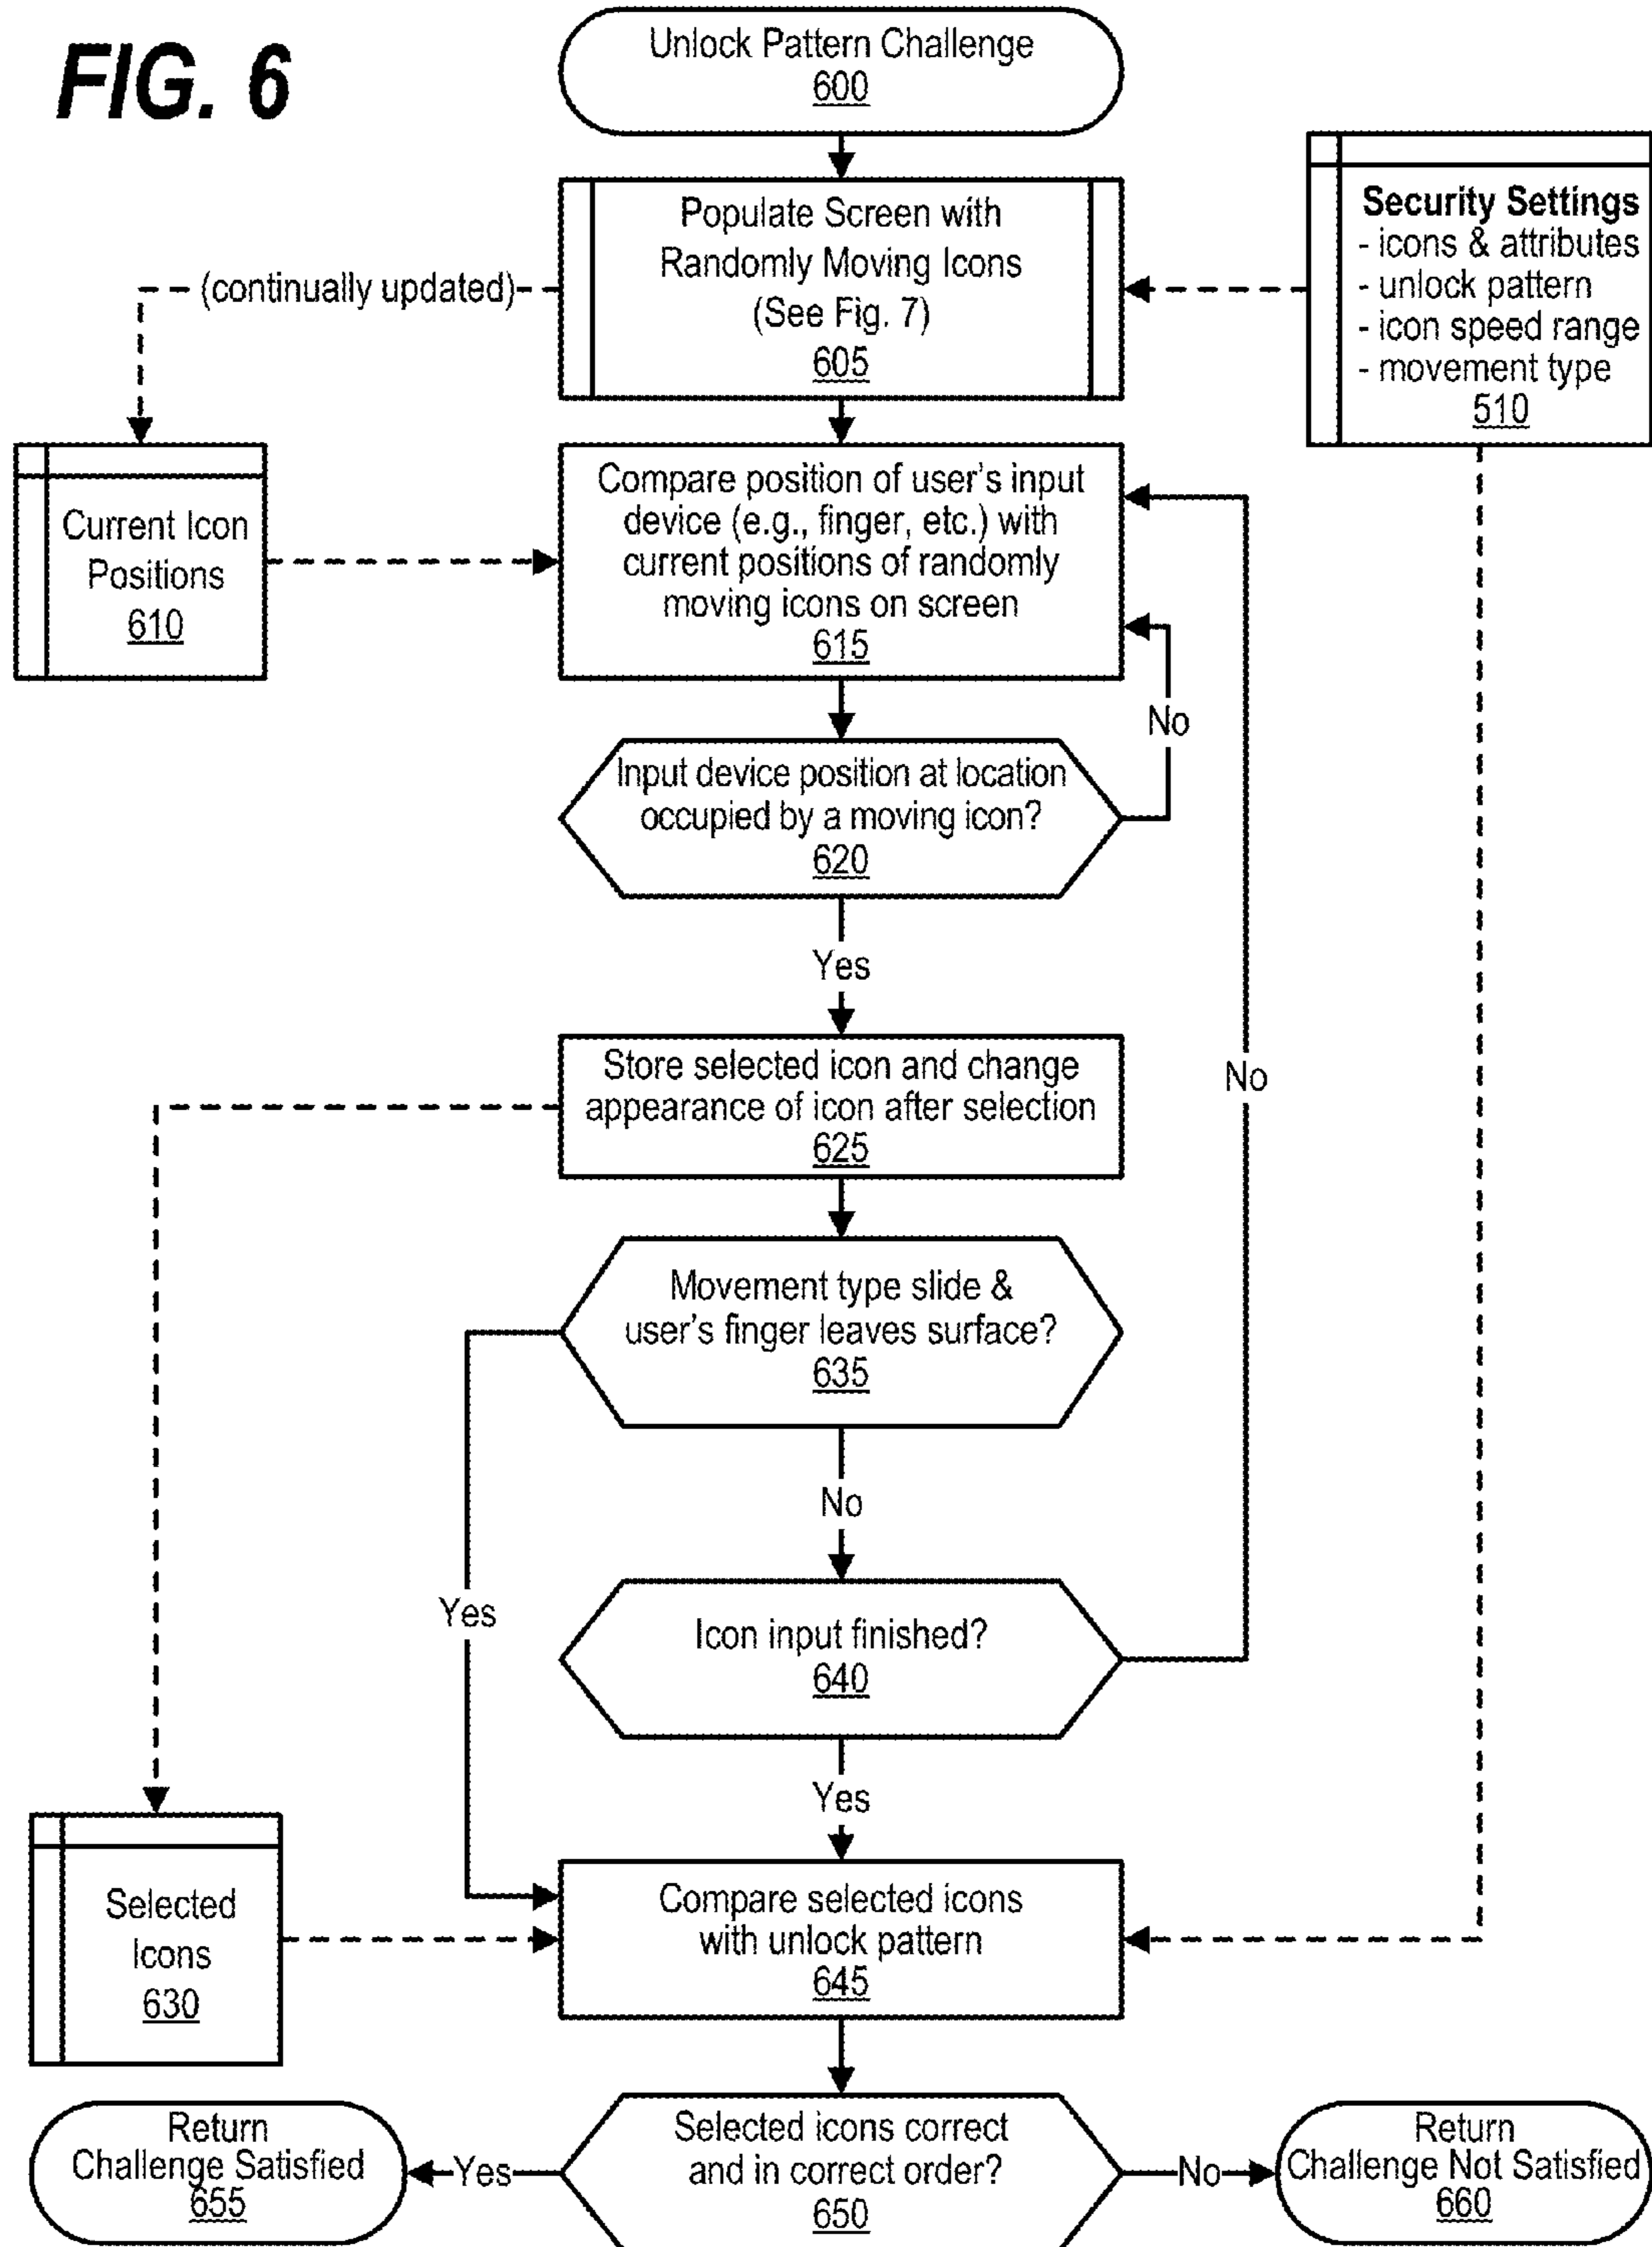 FIG. 6
Unlock Pattern Challenge
600
Populate Screen with
Randomly Moving Icons
(See Fig. 7)
605
Security Settings
- icons & attributes
- unlock pattern
- icon speed range
- movement type
510
(continually updated)
Current Icon
Positions
610
Compare position of user's input
device (e.g., finger, etc.) with
current positions of randomly
moving icons on screen
615
No
Input device position at location
occupied by a moving icon?
620
Yes
Store selected icon and change
appearance of icon after selection
625
No
Movement type slide &
user's finger leaves surface?
635
No
Yes
Icon input finished?
640
Yes
Selected
Icons
630
Compare selected icons
with unlock pattern
645
Return
Challenge Satisfied
655
Yes
Selected icons correct
and in correct order?
650
No
Return
Challenge Not Satisfied
660